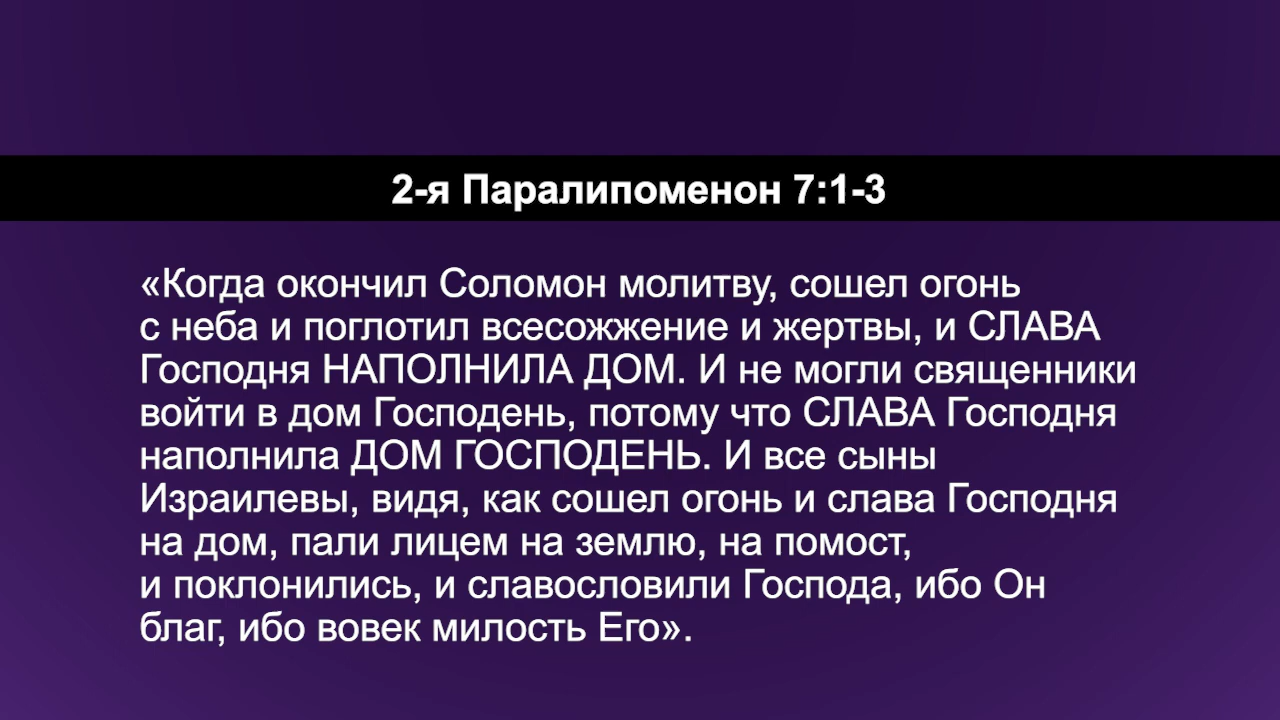 2-я Паралипоменон 7:1-3
«Когда окончил Соломон молитву, сошел огонь
с неба и поглотил всесожжение и жертвы, и СЛАВА
Господня НАПОЛНИЛА ДОМ. И не могли священники
войти в дом Господень, потому что СЛАВА Господня
наполнила ДОМ ГОСПОДЕНЬ. И все сыны
Израилевы, видя, как сошел огонь и слава Господня
на дом, пали лицем на землю, на помост,
и поклонились, и славословили Господа, ибо Он
благ, ибо вовек милость Его».